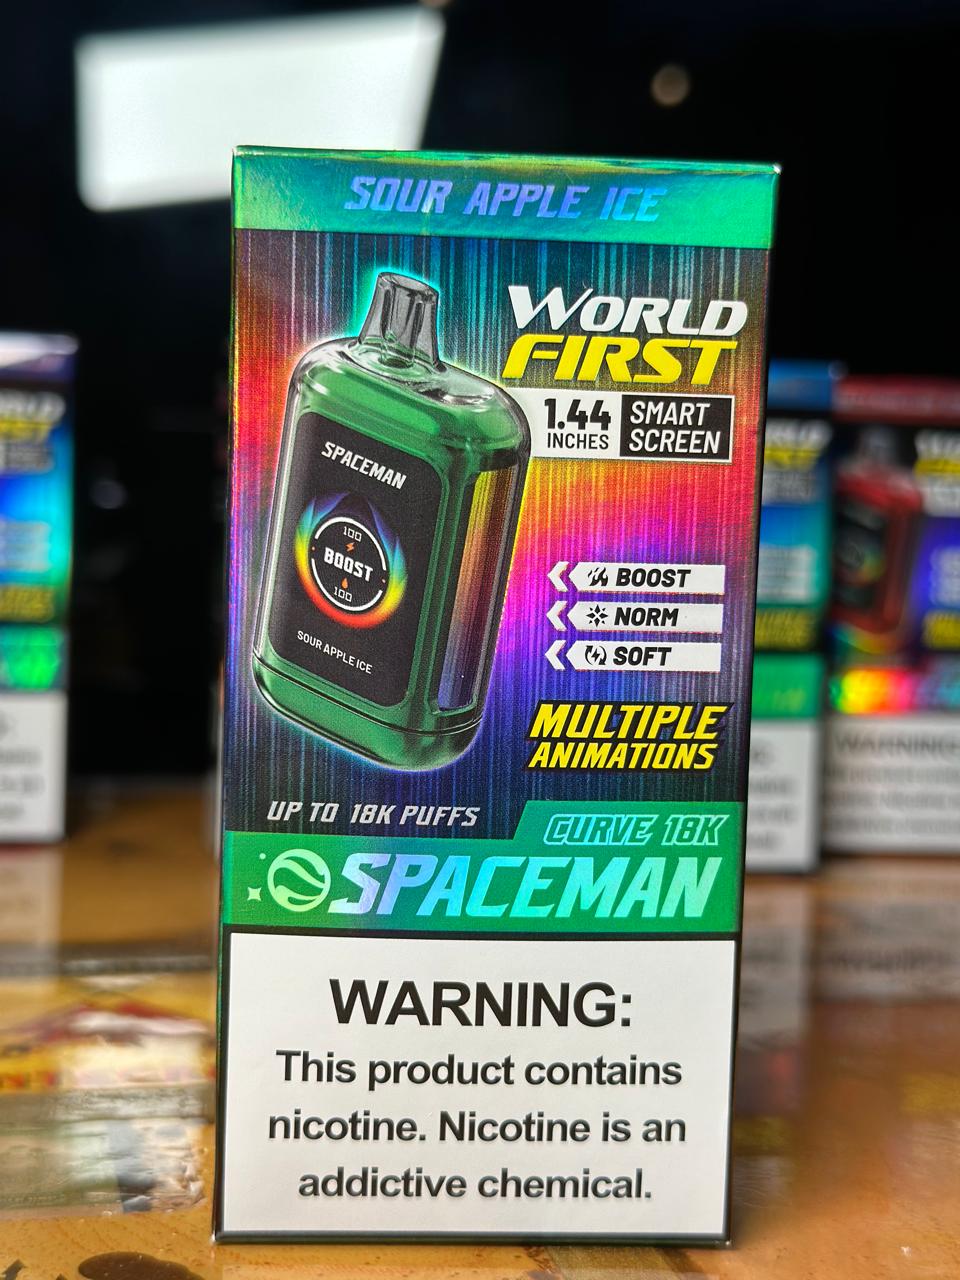 SOUR APPLE ICE
WORLD
FIRST
1.44
INCHES
SMART
SCREEN
SPACEMAN
100
BOOST
100
SOUR APPLE ICE
BOOST
NORM
SOFT
MULTIPLE
ANIMATIONS
UP TO 18K PUFFS
CURVE 18K
SPACEMAN
WARNING:
This product contains
nicotine. Nicotine is an
addictive chemical.
WARNING